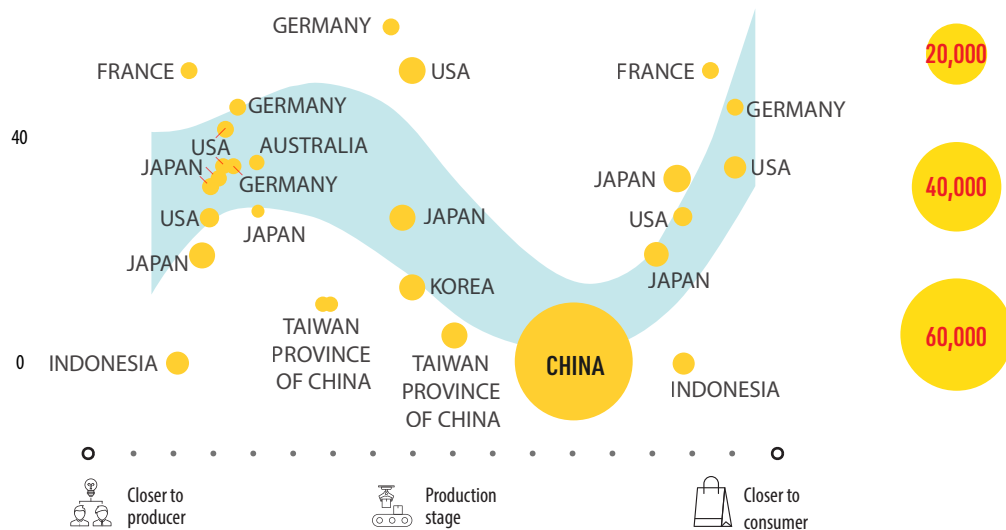 GERMANY
20,000
FRANCE
USA
FRANCE
GERMANY
GERMANY
40
USA
AUSTRALIA
JAPAN
GERMANY
USA
JAPAN
40,000
USA
JAPAN
JAPAN
USA
JAPAN
JAPAN
KOREA
TAIWAN
PROVINCE
OF CHINA
60,000
0
INDONESIA
TAIWAN
PROVINCE
OF CHINA
CHINA
INDONESIA
Closer to
producer
Production
stage
Closer to
consumer